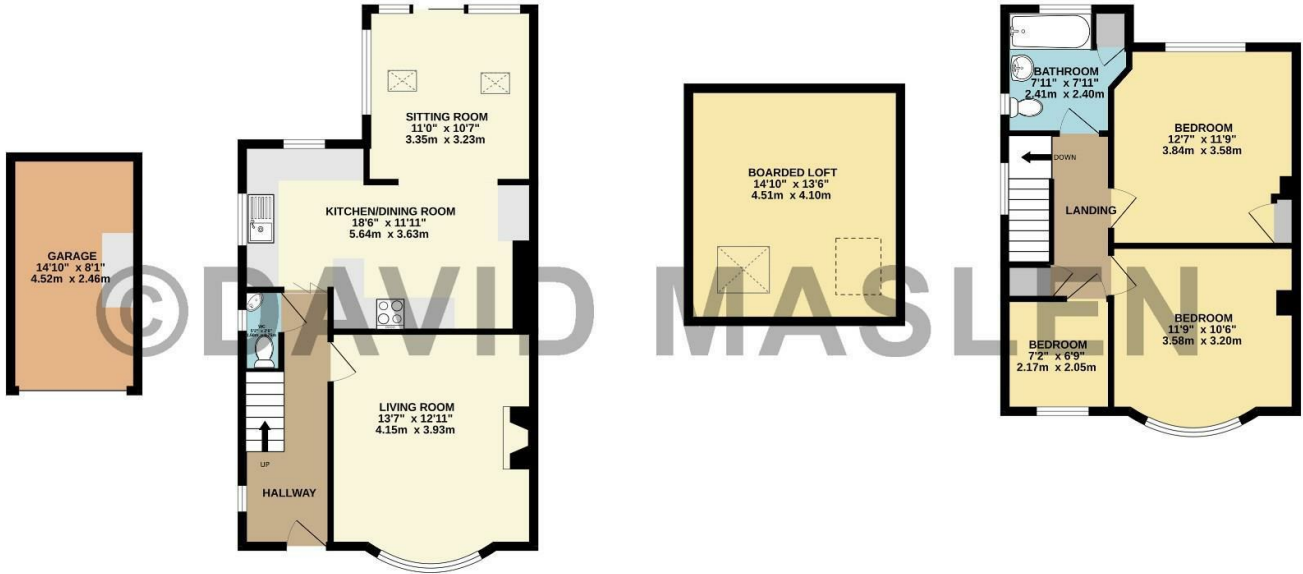 GARAGE
14'10" x 8'1"
4.52m x 2.46m
SITTING ROOM
11'0" x 10'7"
3.35m x 3.23m
KITCHEN/DINING ROOM
18'6" x 11'11"
5.64m x 3.63m
WC
LIVING ROOM
13'7" x 12'11"
4.15m x 3.93m
UP
HALLWAY
BOARDED LOFT
14'10" x 13'6"
4.51m x 4.10m
BATHROOM
7'11" x 7'11"
2.41m x 2.40m
BEDROOM
12'7" x 11'9"
3.84m x 3.58m
DOWN
LANDING
BEDROOM
11'9" x 10'6"
3.58m x 3.20m
BEDROOM
7'2" x 6'9"
2.17m x 2.05m
©DAVID MASLEN